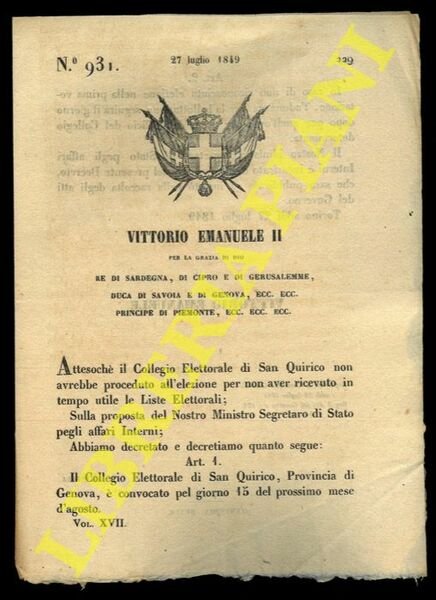 N.º 931.
27 luglio 1849
229
VITTORIO EMANUELE II
PER LA GRAZIA DI DIO
RE DI SARDEGNA, DI CIPRO E DI GERUSALEMME,
DUCA DI SAVOIA E DI GENOVA, ECC. ECC.
PRINCIPE DI PIEMONTE, ECC. ECC. ECC.
Attesochè il Collegio Elettorale di San Quirico non
avrebbe proceduto all'elezione per non aver ricevuto in
tempo utile le Liste Elettorali;
Sulla proposta del Nostro Ministro Segretaro di Stato
pegli affari Interni;
Abbiamo decretato e decretiamo quanto segue:
Art. 1.
Il Collegio Elettorale di San Quirico, Provincia di
Genova, è convocato pel giorno 15 del prossimo mese
d'agosto.
VOL. XVII.
LIBRERIA PIANI